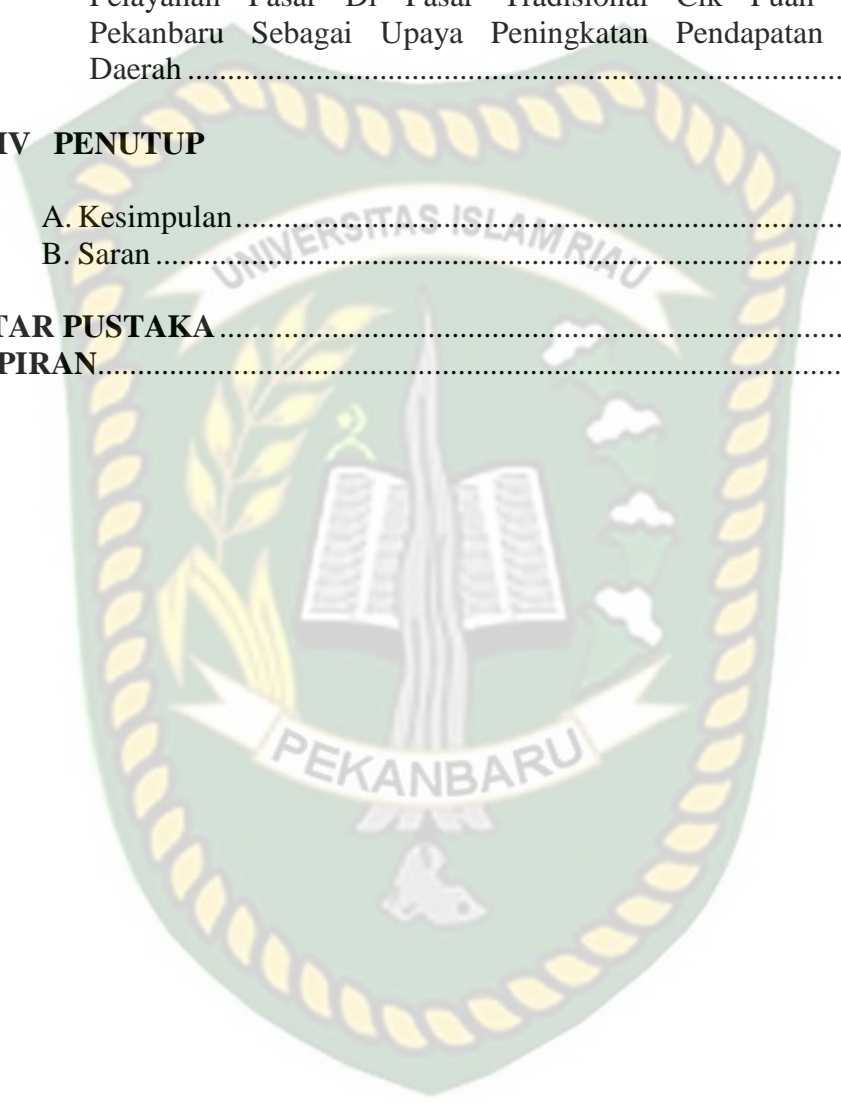 Pelayanan Pasar Di Pasar Tradisional Cik Puan
Pekanbaru Sebagai Upaya Peningkatan Pendapatan
Daerah ........................................................................................
IV PENUTUP
A. Kesimpulan ........................................................................................
B. Saran ........................................................................................
TAR PUSTAKA ........................................................................................
PIRAN ........................................................................................
UNIVERSITAS ISLAM RIAU
PEKANBARU